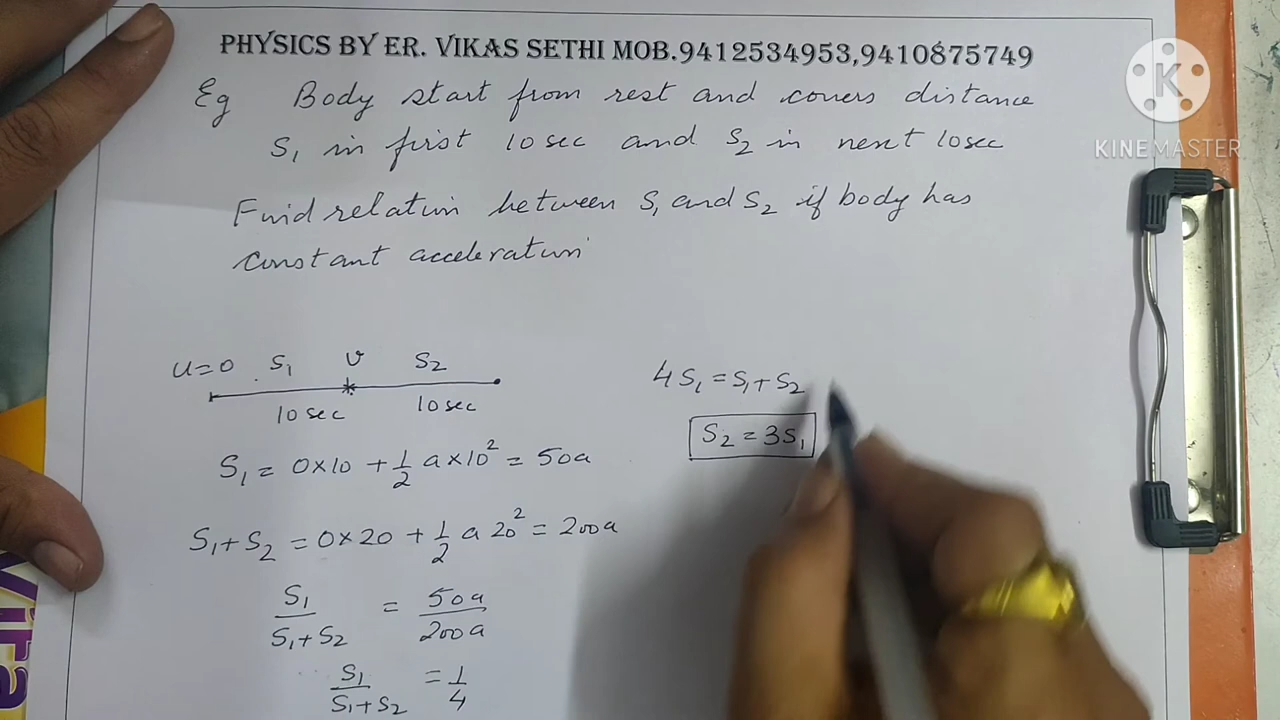 PHYSICS BY ER. VIKAS SETHI MOB.9412534953,9410875749
K
KINEMASTER
Eg Body start from rest and covers distance
S₁ in first 10 sec and S₂ in next 10 sec
Find relation between S₁ and S₂ if body has
constant acceleration
u=0 S₁ v S₂
10 sec 10 sec
S₁ = 0×10 + 1/2 a×10² = 50a
S₁+S₂ = 0×20 + 1/2 a 20² = 200a
S₁/(S₁+S₂) = 50a/200a
S₁/(S₁+S₂) = 1/4
4S₁ = S₁+S₂
S₂ = 3S₁